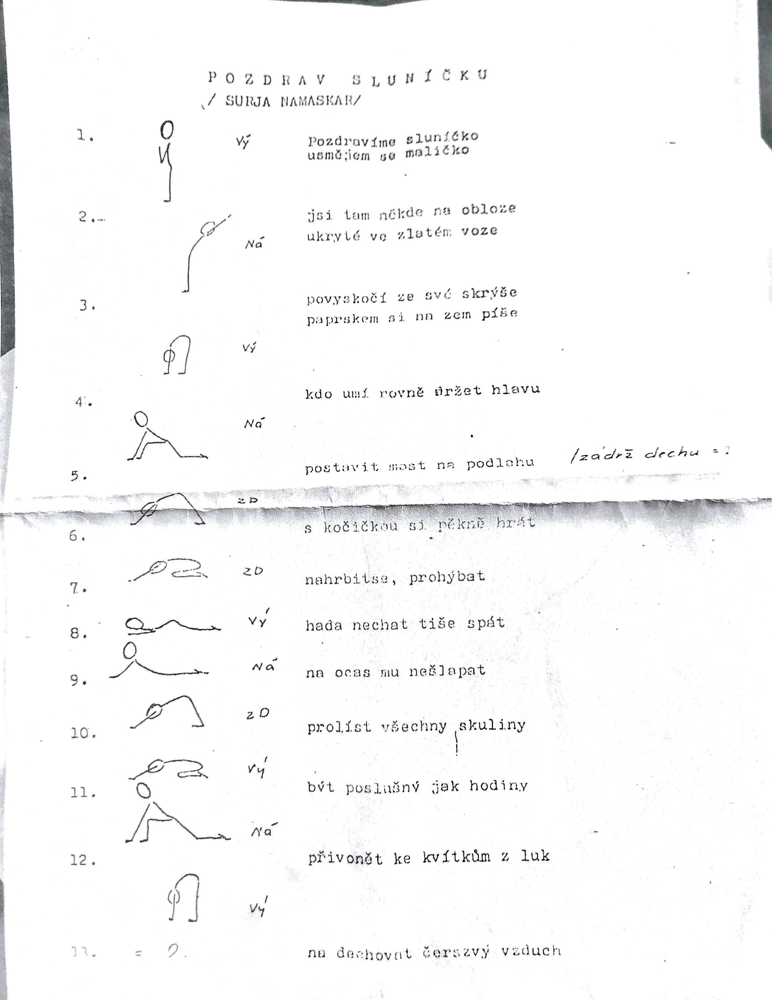 POZDRAV SLUNÍČKU
/ SURJA NAMASKAR/
1. Vý Pozdravíme sluníčko
usmějem se maličko
2. jsi tam někde na obloze
Ná ukryté ve zlatém voze
3. povyskočí ze své skrýše
paprskem si na zem píše
Vý
4. kdo umí rovně držet hlavu
Ná
5. postavit most na podlahu /zádrž dechu =
ZD
6. s kočičkou si pěkně hrát
7. ZD nahrbitse, prohýbat
8. Vý hada nechat tiše spát
9. Ná na ocas mu nešlapat
10. ZD prolíst všechny skuliny
Vý
11. být poslušný jak hodiny
Ná
12. přivonět ke kvítkům z luk
Vý
13. = 2. na dechovat čerszvý vzduch